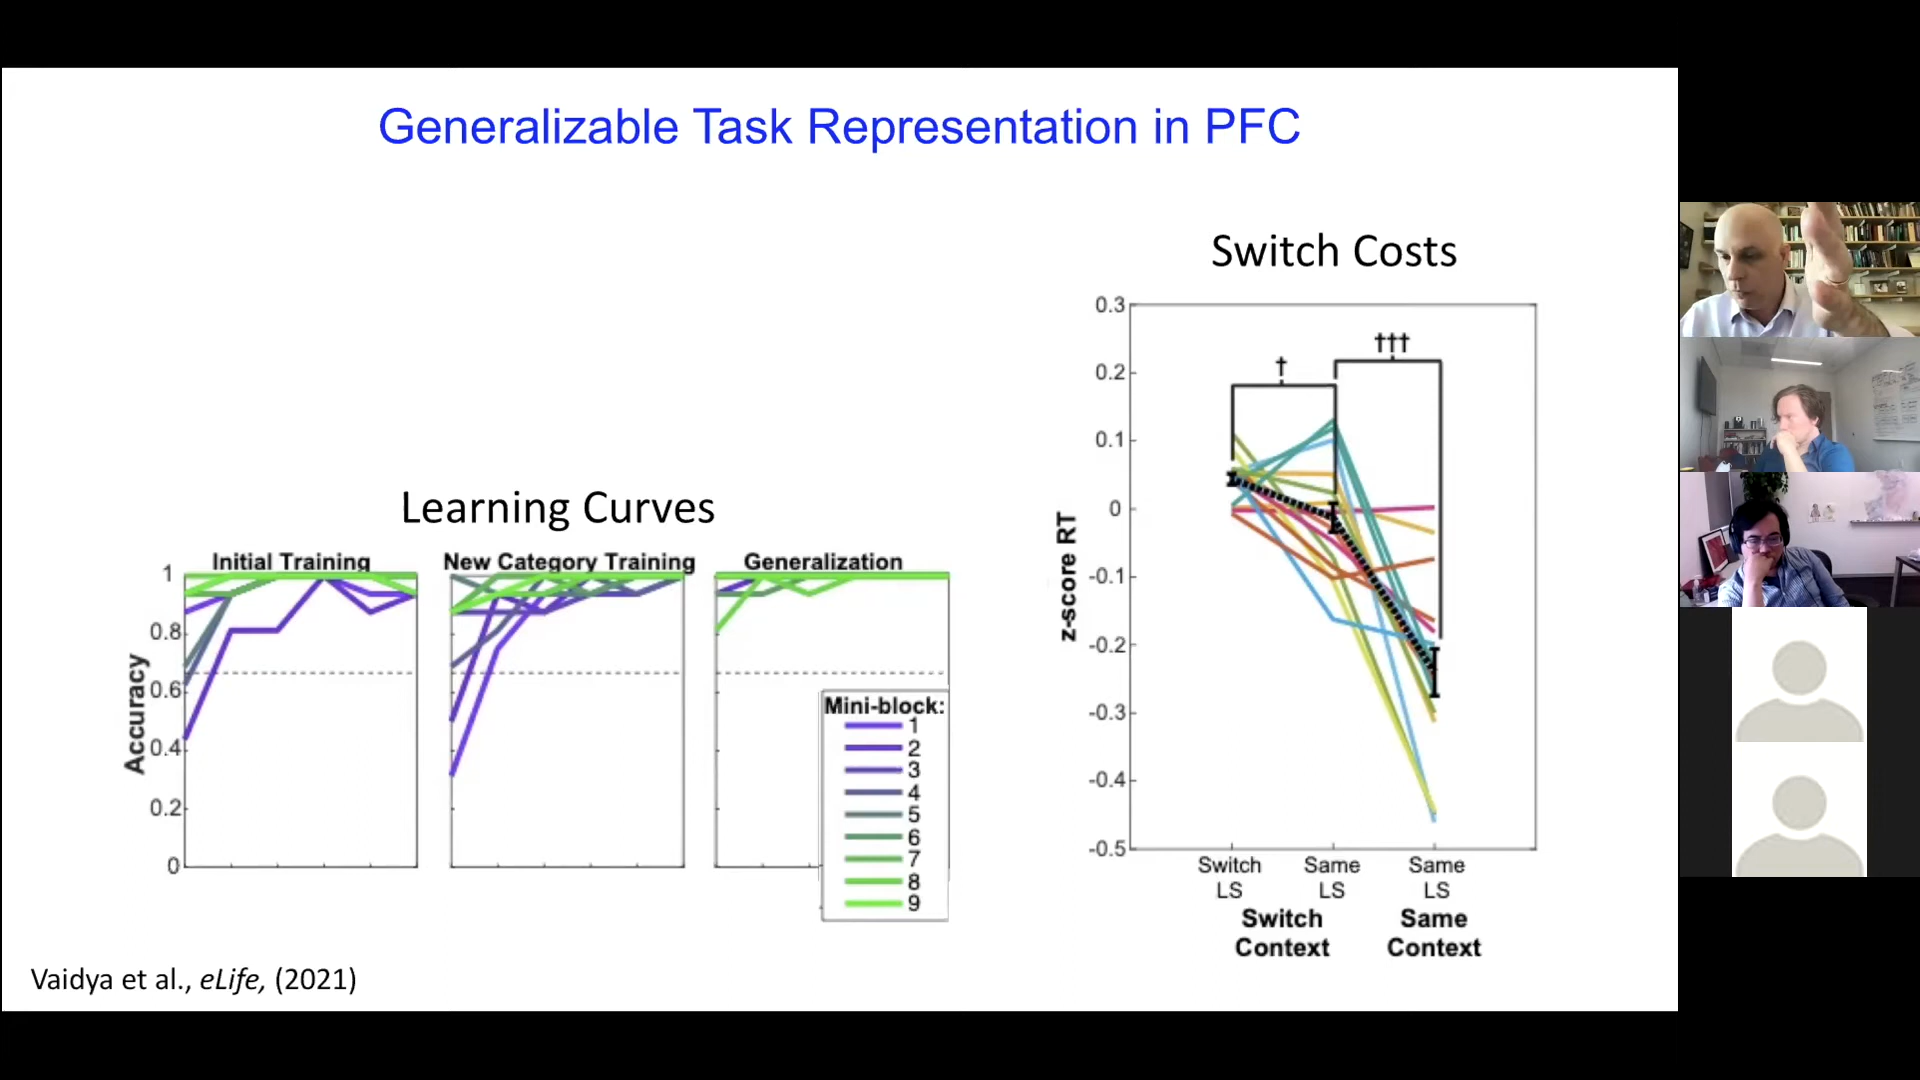 Generalizable Task Representation in PFC
Switch Costs
Learning Curves
Initial Training
New Category Training
Generalization
Accuracy
1
0.8
0.6
0.4
0.2
0
Mini-block:
1
2
3
4
5
6
7
8
9
z-score RT
0.3
0.2
0.1
0
-0.1
-0.2
-0.3
-0.4
-0.5
†
†††
Switch LS
Same LS
Same LS
Switch Context
Same Context
Vaidya et al., eLife, (2021)